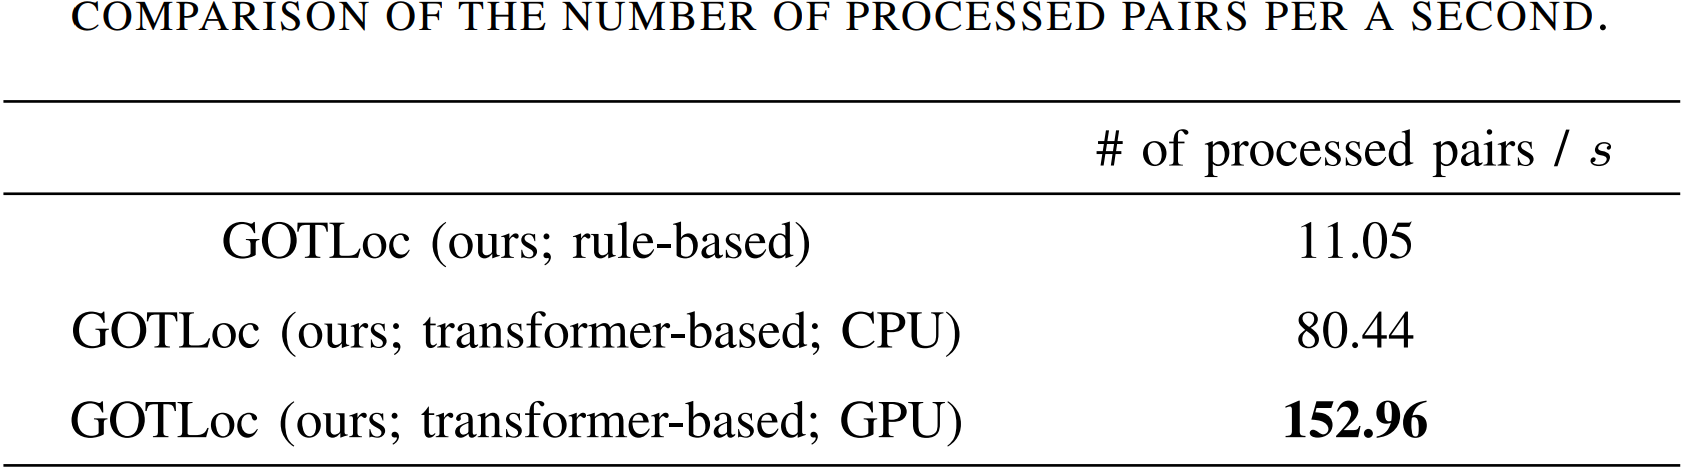 COMPARISON OF THE NUMBER OF PROCESSED PAIRS PER A SECOND.
# of processed pairs / s
GOTLoc (ours; rule-based) 11.05
GOTLoc (ours; transformer-based; CPU) 80.44
GOTLoc (ours; transformer-based; GPU) 152.96